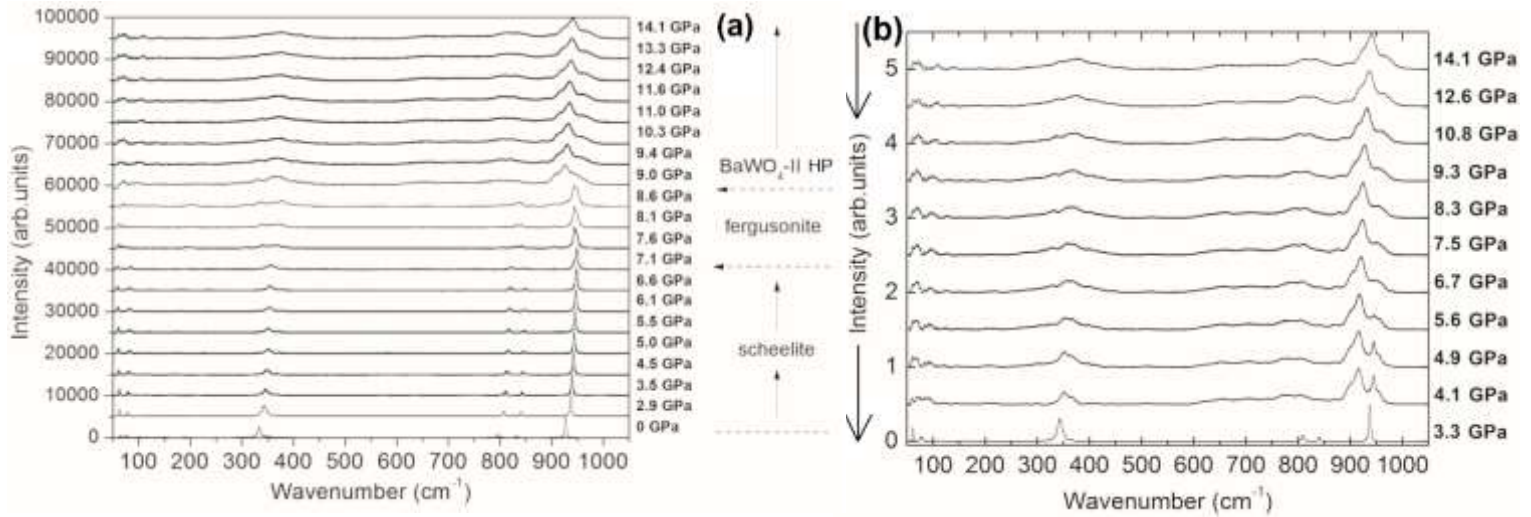 100000
90000
80000
70000
60000
50000
40000
30000
20000
10000
0
Intensity (arb.units)
100 200 300 400 500 600 700 800 900 1000
Wavenumber (cm⁻¹)
14.1 GPa
13.3 GPa
12.4 GPa
11.6 GPa
11.0 GPa
10.3 GPa
9.4 GPa
9.0 GPa
8.6 GPa
8.1 GPa
7.6 GPa
7.1 GPa
6.6 GPa
6.1 GPa
5.5 GPa
5.0 GPa
4.5 GPa
3.5 GPa
2.9 GPa
0 GPa
(a)
BaWO₄-II HP
fergusonite
scheelite
(b)
5
4
3
2
1
0
Intensity (arb.units)
100 200 300 400 500 600 700 800 900 1000
Wavenumber (cm⁻¹)
14.1 GPa
12.6 GPa
10.8 GPa
9.3 GPa
8.3 GPa
7.5 GPa
6.7 GPa
5.6 GPa
4.9 GPa
4.1 GPa
3.3 GPa